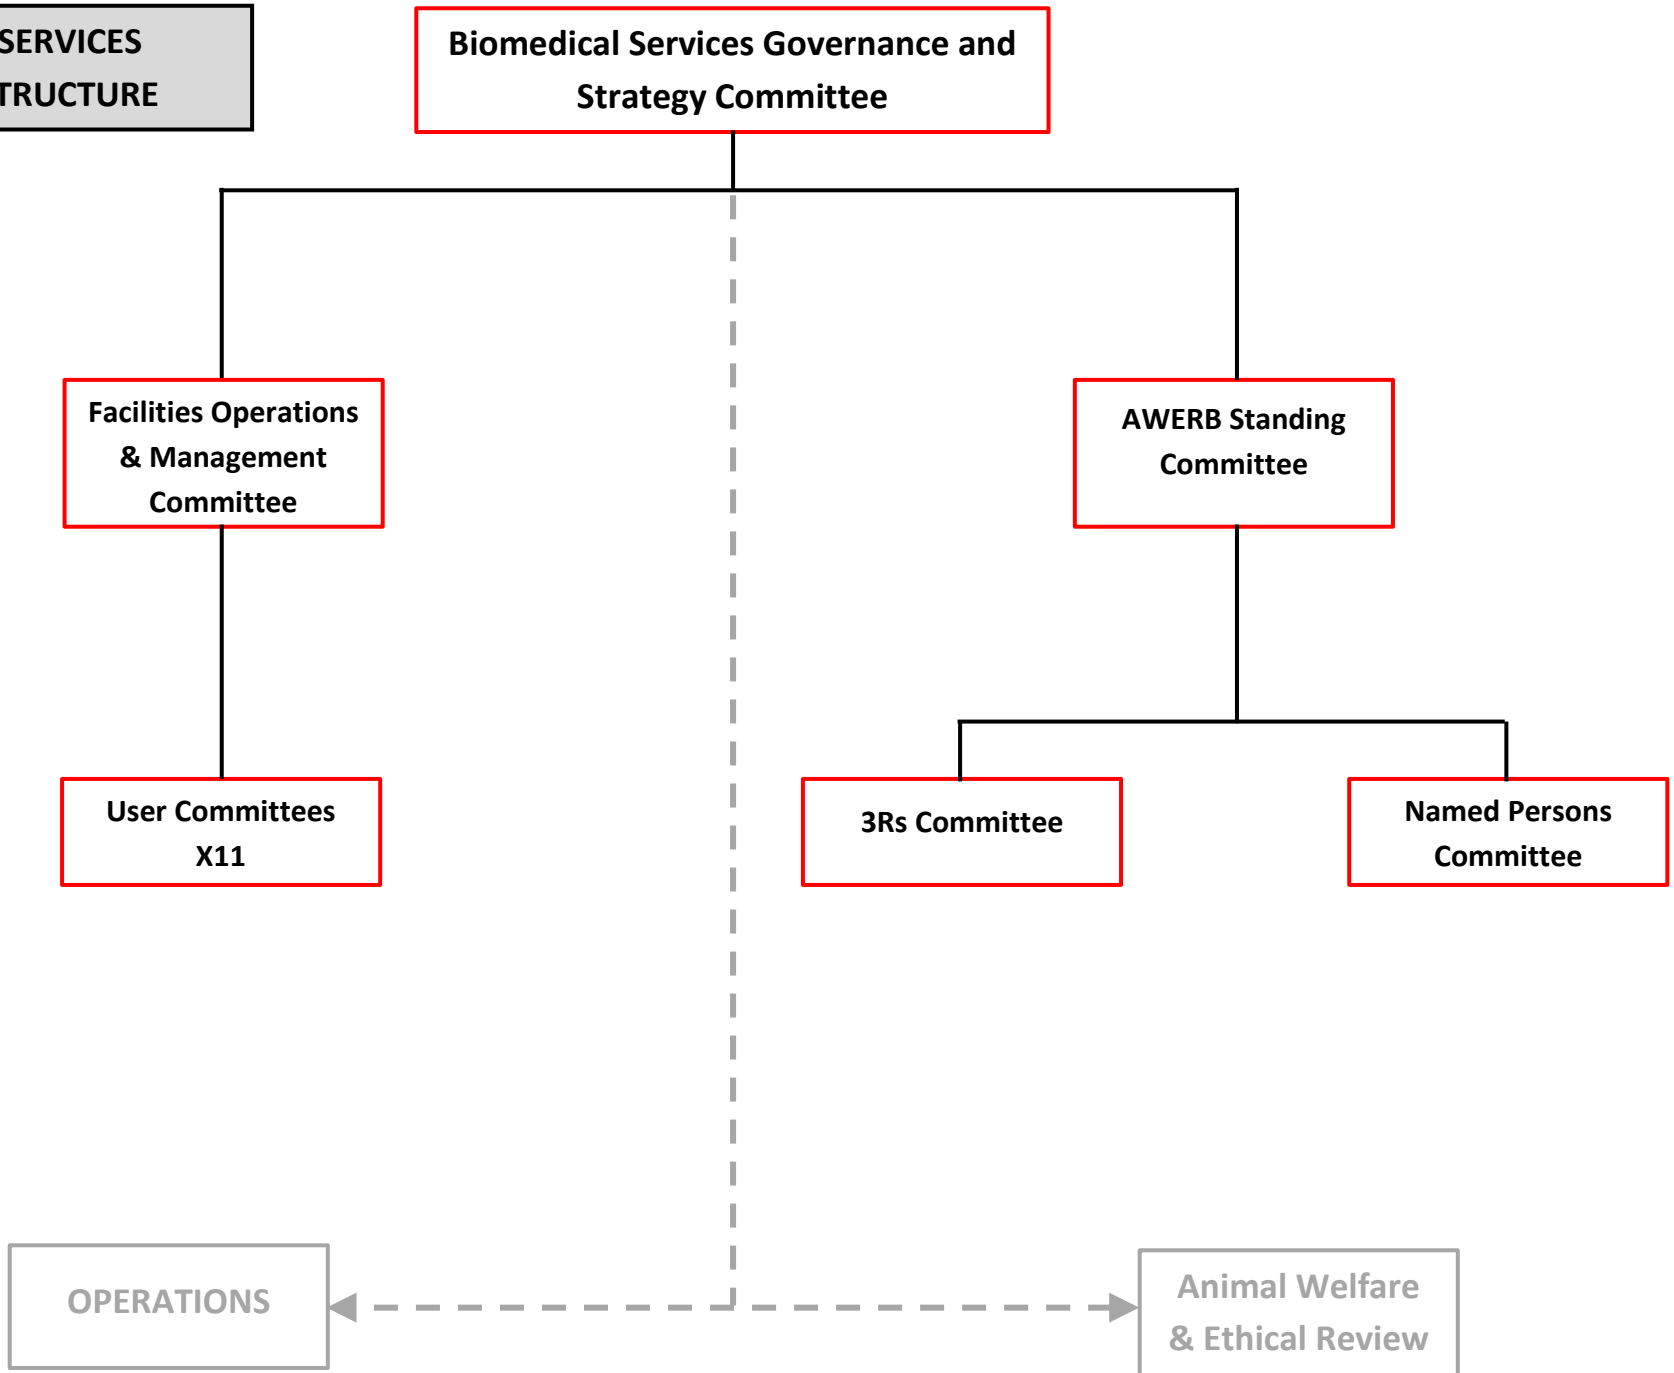 SERVICES
TRUCTURE
Biomedical Services Governance and
Strategy Committee
Facilities Operations
& Management
Committee
AWERB Standing
Committee
User Committees
X11
3Rs Committee
Named Persons
Committee
OPERATIONS
Animal Welfare
& Ethical Review